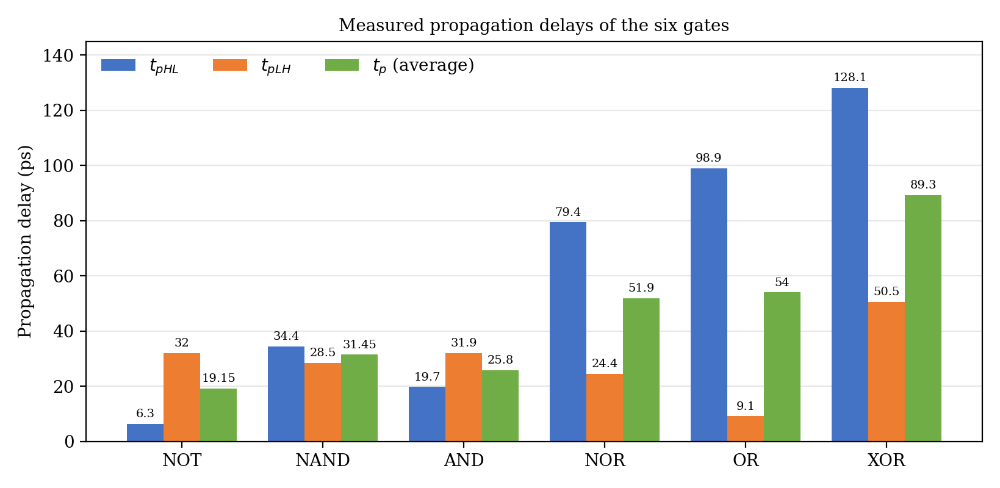 Measured propagation delays of the six gates
t_pHL t_pLH t_p (average)
Propagation delay (ps)
140
120
100
80
60
40
20
0
6.3 32 19.15
34.4 28.5 31.45
19.7 31.9 25.8
79.4 24.4 51.9
98.9 9.1 54
128.1 50.5 89.3
NOT NAND AND NOR OR XOR